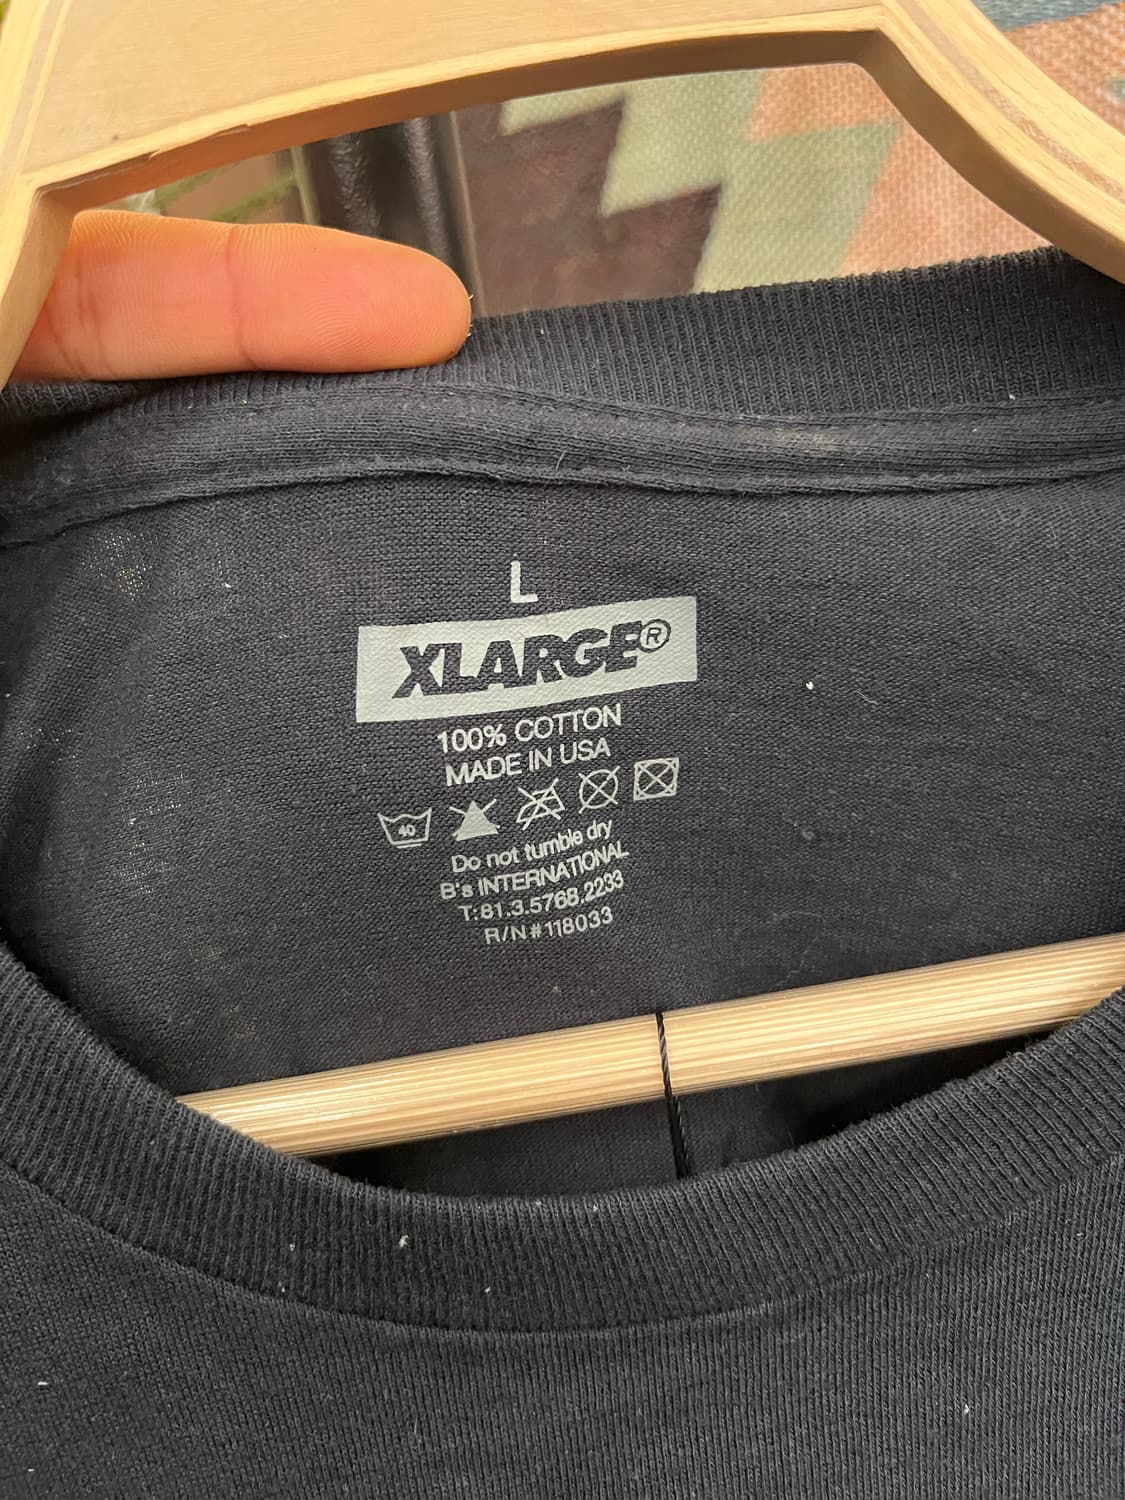 L
XLARGE®
100% COTTON
MADE IN USA
40
Do not tumble dry
B's INTERNATIONAL
T:81.3.5768.2233
R/N#118033